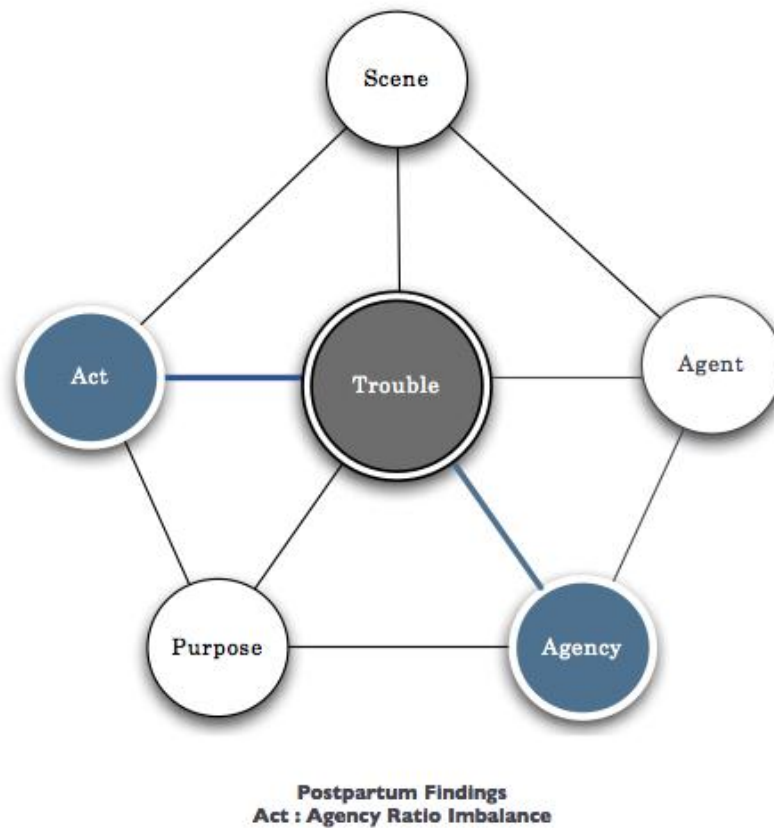 Scene
Agent
Act
Trouble
Purpose
Agency
Postpartum Findings
Act : Agency Ratio Imbalance